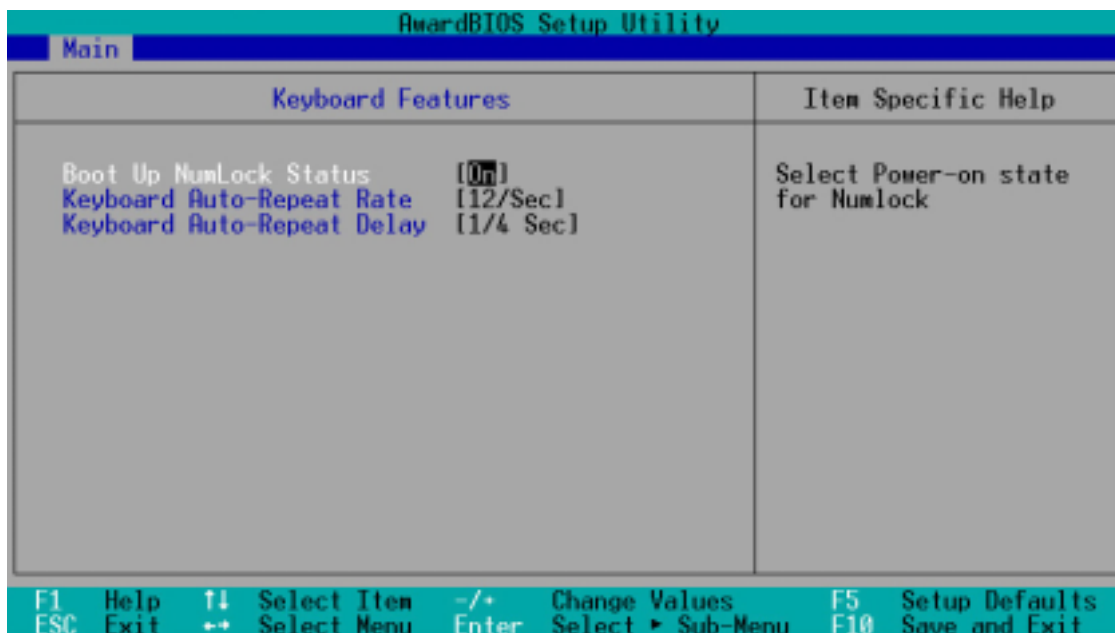 AwardBIOS Setup Utility
Main
Keyboard Features
Item Specific Help
Boot Up NumLock Status [On]
Keyboard Auto-Repeat Rate [12/Sec]
Keyboard Auto-Repeat Delay [1/4 Sec]
Select Power-on state
for Numlock
F1 Help ↑↓ Select Item -/+ Change Values F5 Setup Defaults
ESC Exit ←→ Select Menu Enter Select ► Sub-Menu F10 Save and Exit